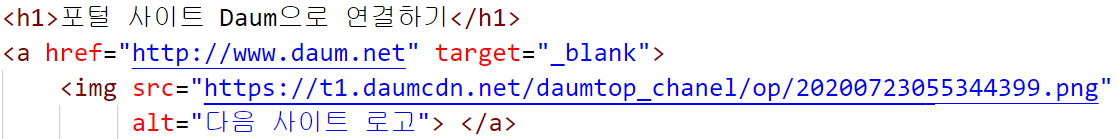 <h1>포털 사이트 Daum으로 연결하기</h1>
<a href="http://www.daum.net" target="_blank">
<img src="https://t1.daumcdn.net/daumtop_chanel/op/20200723055344399.png"
alt="다음 사이트 로고"> </a>